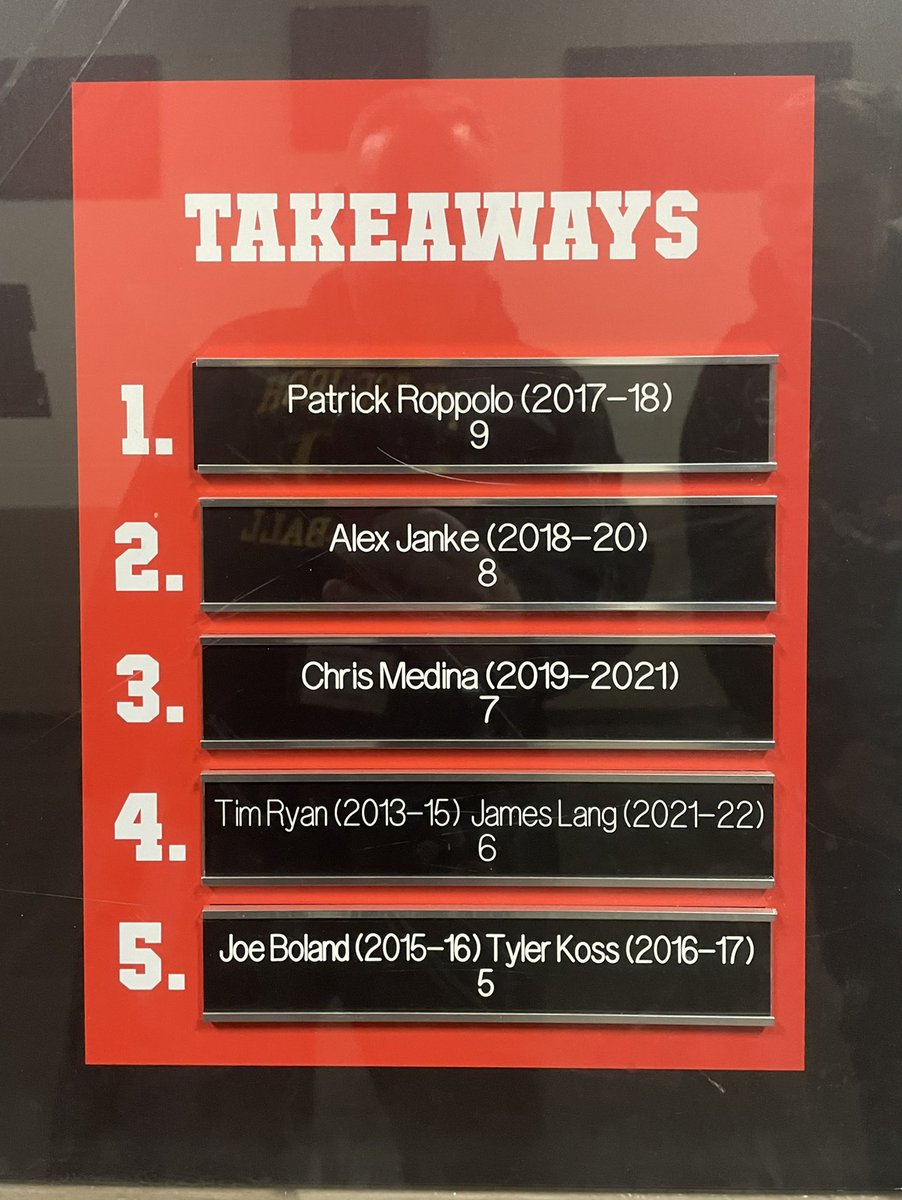 TAKEAWAYS
1.
Patrick Roppolo (2017-18)
9
2.
Alex Janke (2018-20)
8
3.
Chris Medina (2019-2021)
7
4.
Tim Ryan (2013-15) James Lang (2021-22)
6
5.
Joe Boland (2015-16) Tyler Koss (2016-17)
5